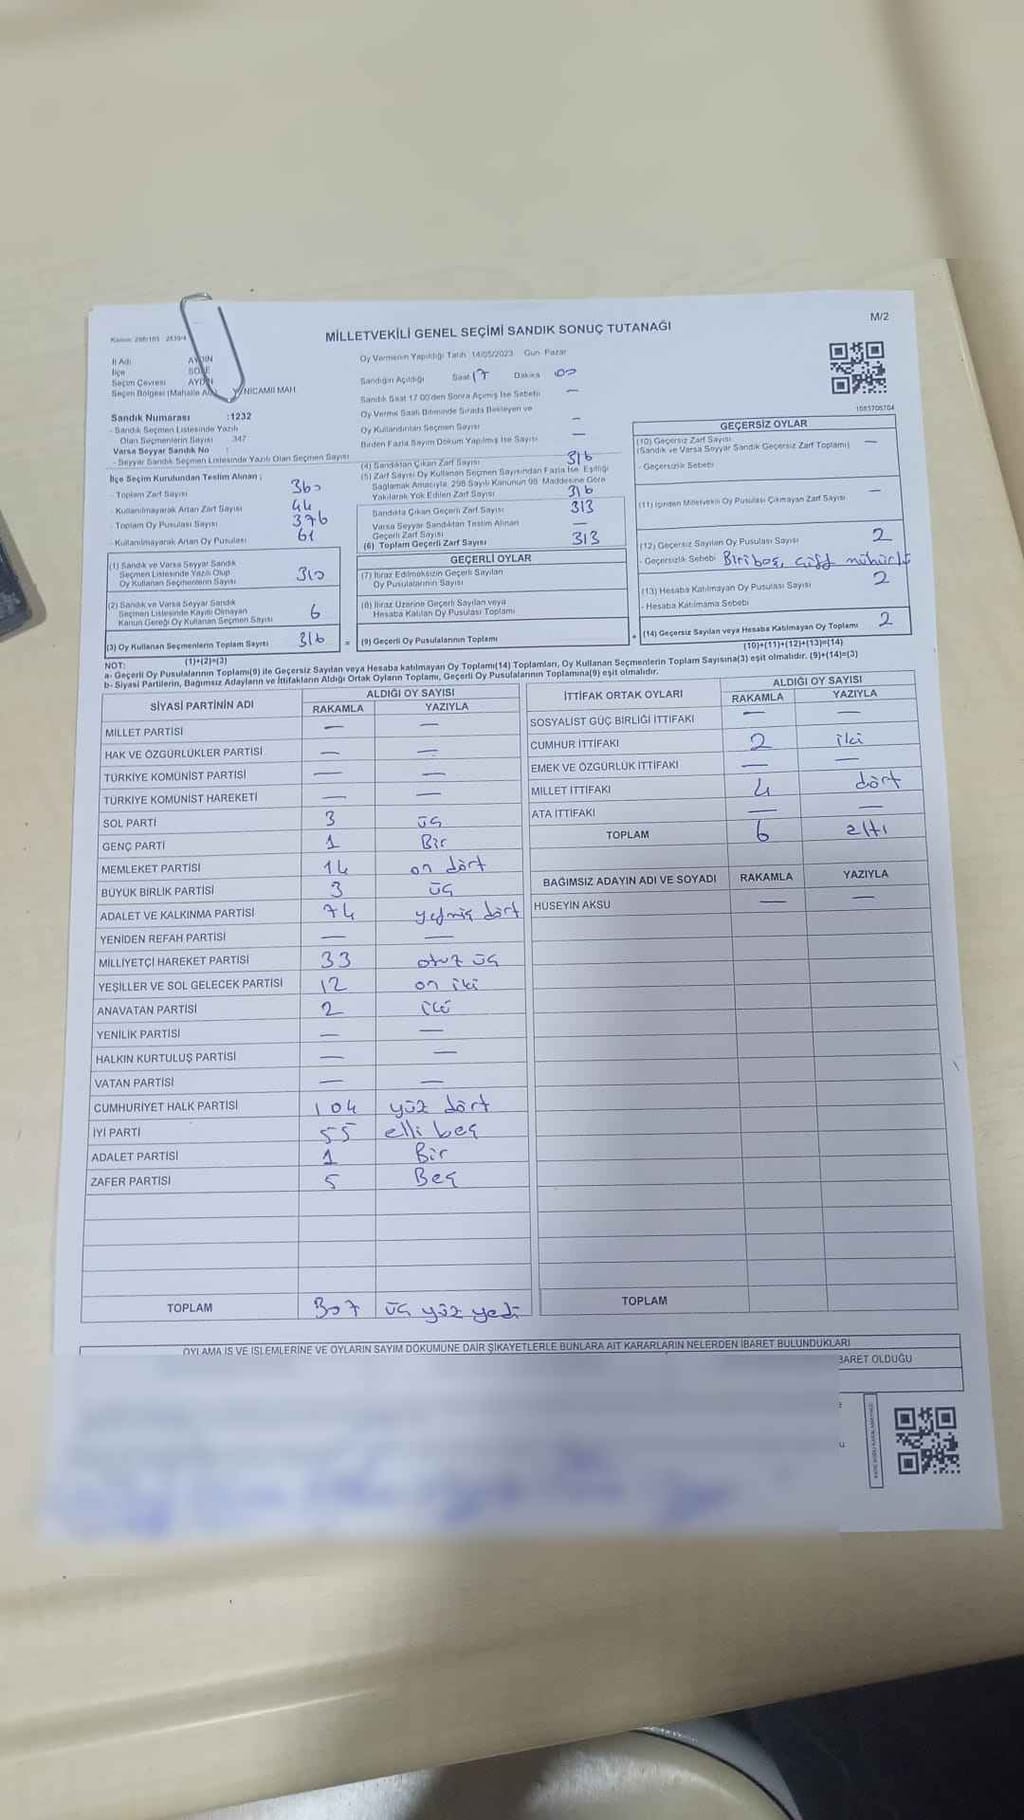 M/2
MİLLETVEKİLİ GENEL SEÇİMİ SANDIK SONUÇ TUTANAĞI
İl Adı AYDIN
İlçe SÖKE
Seçim Çevresi AYDIN
Seçim Bölgesi (Mahalle Adı) YENİCAMİİ MAH.
Oy Vermenin Yapıldığı Tarih 14/05/2023 Gün Pazar
Sandığın Açıldığı Saat 17 Dakika 00
Sandık Saat 17.00'den Sonra Açılmış İse Sebebi —
Oy Verme Saati Bitiminde Sırada Bekleyen ve
Oy Kullandırılan Seçmen Sayısı —
Birden Fazla Sayım Döküm Yapılmış İse Sayısı —
Sandık Numarası :1232
- Sandık Seçmen Listesinde Yazılı
Olan Seçmenlerin Sayısı 347
Varsa Seyyar Sandık No :
- Seyyar Sandık Seçmen Listesinde Yazılı Olan Seçmen Sayısı
İlçe Seçim Kurulundan Teslim Alınan ;
- Toplam Zarf Sayısı 360
- Kullanılmayarak Artan Zarf Sayısı 44
- Toplam Oy Pusulası Sayısı 376
- Kullanılmayarak Artan Oy Pusulası 61
(4) Sandıktan Çıkan Zarf Sayısı 316
(5) Zarf Sayısı Oy Kullanan Seçmen Sayısından Fazla İse, Eşitliği
Sağlamak Amacıyla, 298 Sayılı Kanunun 98. Maddesine Göre
Yakılarak Yok Edilen Zarf Sayısı 316
Sandıkta Çıkan Geçerli Zarf Sayısı 313
Varsa Seyyar Sandıktan Teslim Alınan
Geçerli Zarf Sayısı —
(6) Toplam Geçerli Zarf Sayısı 313
1083706704
GEÇERSİZ OYLAR
(10) Geçersiz Zarf Sayısı —
(Sandık ve Varsa Seyyar Sandık Geçersiz Zarf Toplamı)
- Geçersizlik Sebebi
(11) İçinden Milletvekili Oy Pusulası Çıkmayan Zarf Sayısı —
(12) Geçersiz Sayılan Oy Pusulası Sayısı 2
- Geçersizlik Sebebi Biri boş, çift mühürlü
(13) Hesaba Katılmayan Oy Pusulası Sayısı 2
- Hesaba Katılmama Sebebi
(14) Geçersiz Sayılan veya Hesaba Katılmayan Oy Toplamı 2
(10)+(11)+(12)+(13)=(14)
(1) Sandık ve Varsa Seyyar Sandık
Seçmen Listesinde Yazılı Olup
Oy Kullanan Seçmenlerin Sayısı 310
(2) Sandık ve Varsa Seyyar Sandık
Seçmen Listesinde Kayıtlı Olmayan
Kanun Gereği Oy Kullanan Seçmen Sayısı 6
(3) Oy Kullanan Seçmenlerin Toplam Sayısı 316
(1)+(2)=(3)
GEÇERLİ OYLAR
(7) İtiraz Edilmeksizin Geçerli Sayılan
Oy Pusulalarının Sayısı
(8) İtiraz Üzerine Geçerli Sayılan veya
Hesaba Katılan Oy Pusulası Toplamı
= (9) Geçerli Oy Pusulalarının Toplamı +
NOT:
a- Geçerli Oy Pusulalarının Toplamı(9) ile Geçersiz Sayılan veya Hesaba katılmayan Oy Toplamı(14) Toplamları, Oy Kullanan Seçmenlerin Toplam Sayısına(3) eşit olmalıdır. (9)+(14)=(3)
b- Siyasi Partilerin, Bağımsız Adayların ve İttifakların Aldığı Ortak Oyların Toplamı, Geçerli Oy Pusulalarının Toplamına(9) eşit olmalıdır.
SİYASİ PARTİNİN ADI ALDIĞI OY SAYISI
RAKAMLA YAZIYLA
MİLLET PARTİSİ — —
HAK VE ÖZGÜRLÜKLER PARTİSİ — —
TÜRKİYE KOMÜNİST PARTİSİ — —
TÜRKİYE KOMÜNİST HAREKETİ — —
SOL PARTİ 3 üç
GENÇ PARTİ 1 Bir
MEMLEKET PARTİSİ 14 on dört
BÜYÜK BİRLİK PARTİSİ 3 üç
ADALET VE KALKINMA PARTİSİ 74 yetmiş dört
YENİDEN REFAH PARTİSİ — —
MİLLİYETÇİ HAREKET PARTİSİ 33 otuz üç
YEŞİLLER VE SOL GELECEK PARTİSİ 12 on iki
ANAVATAN PARTİSİ 2 iki
YENİLİK PARTİSİ — —
HALKIN KURTULUŞ PARTİSİ — —
VATAN PARTİSİ — —
CUMHURİYET HALK PARTİSİ 104 yüz dört
İYİ PARTİ 55 elli beş
ADALET PARTİSİ 1 Bir
ZAFER PARTİSİ 5 Beş
TOPLAM 307 üç yüz yedi
İTTİFAK ORTAK OYLARI ALDIĞI OY SAYISI
RAKAMLA YAZIYLA
SOSYALİST GÜÇ BİRLİĞİ İTTİFAKI — —
CUMHUR İTTİFAKI 2 iki
EMEK VE ÖZGÜRLÜK İTTİFAKI — —
MİLLET İTTİFAKI 4 dört
ATA İTTİFAKI — —
TOPLAM 6 altı
BAĞIMSIZ ADAYIN ADI VE SOYADI RAKAMLA YAZIYLA
HÜSEYİN AKSU — —
TOPLAM
OYLAMA İŞ VE İŞLEMLERİNE VE OYLARIN SAYIM DÖKÜMÜNE DAİR ŞİKAYETLERLE BUNLARA AİT KARARLARIN NELERDEN İBARET BULUNDUKLARI
BARET OLDUĞU